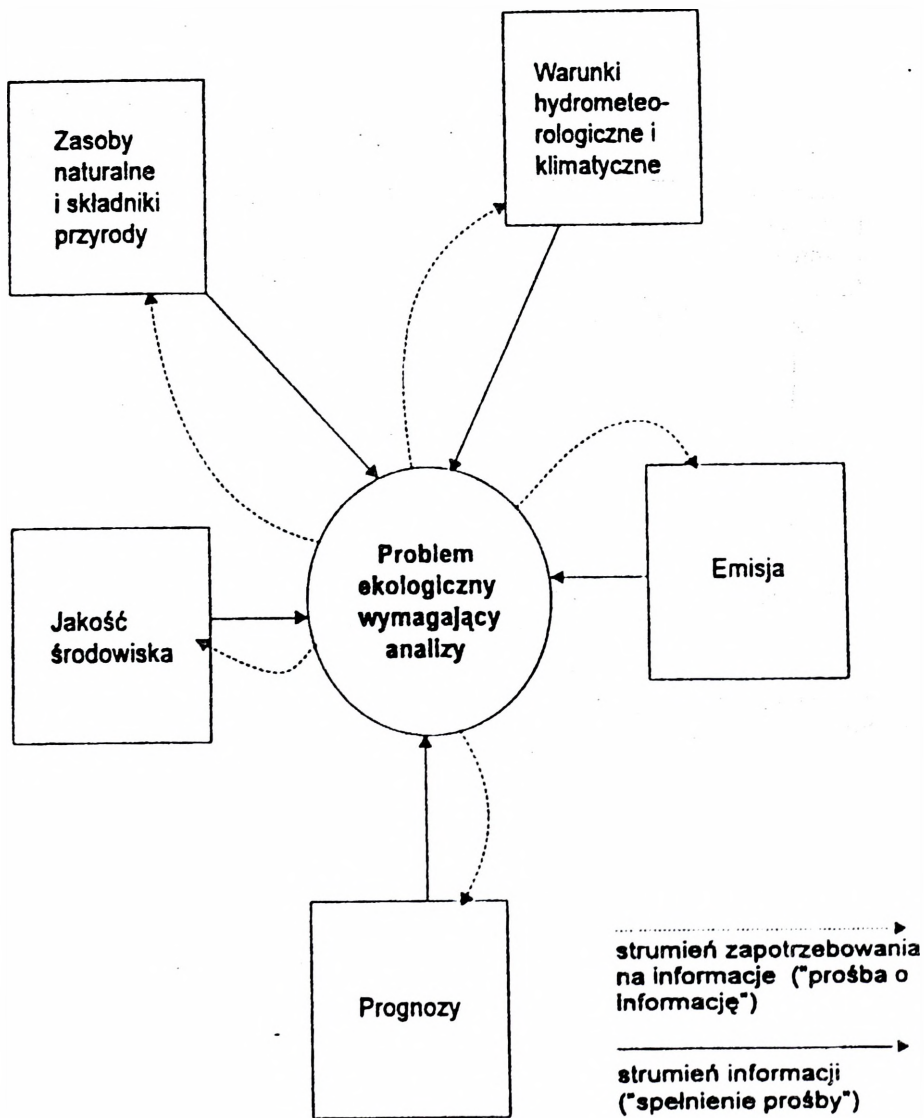 Warunki
hydrometeo-
rologiczne i
klimatyczne
Zasoby
naturalne
i składniki
przyrody
Problem
ekologiczny
wymagający
analizy
Emisja
Jakość
środowiska
Prognozy
strumień zapotrzebowania
na informacje ("prośba o
informację")
strumień informacji
("spełnienie prośby")